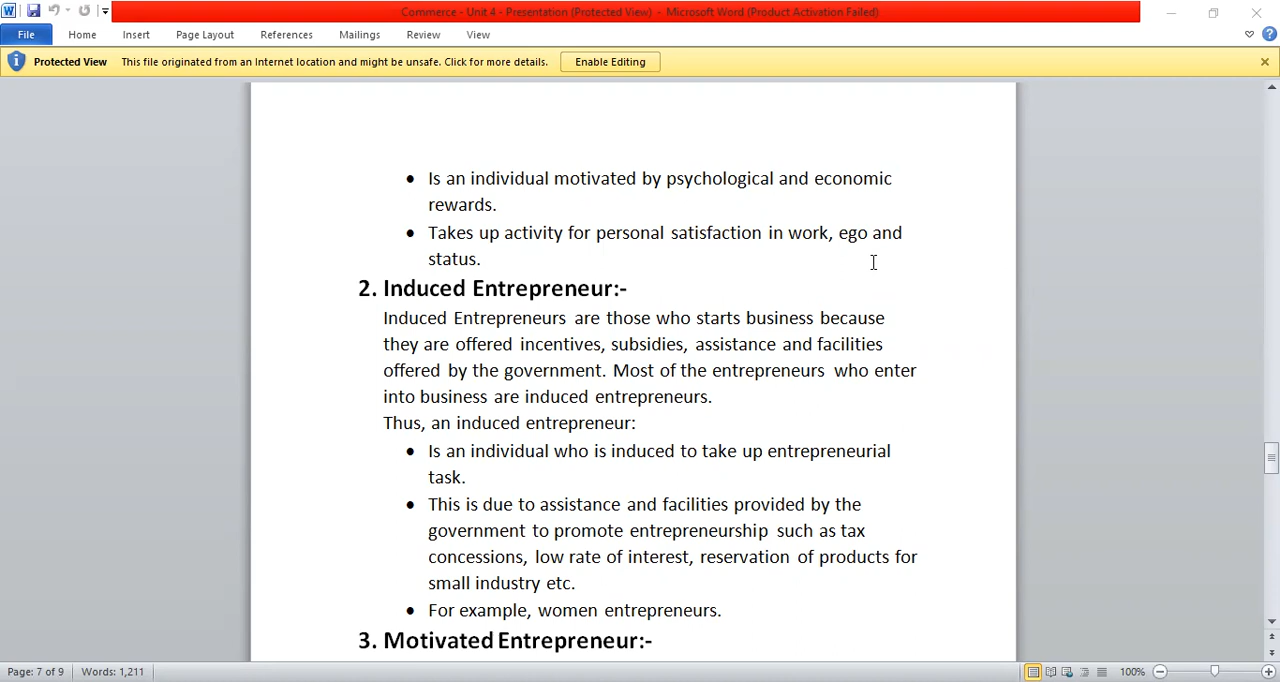 Commerce - Unit 4 - Presentation (Protected View) - Microsoft Word (Product Activation Failed)
File Home Insert Page Layout References Mailings Review View
Protected View This file originated from an Internet location and might be unsafe. Click for more details. Enable Editing
• Is an individual motivated by psychological and economic
rewards.
• Takes up activity for personal satisfaction in work, ego and
status.
2. Induced Entrepreneur:-
Induced Entrepreneurs are those who starts business because
they are offered incentives, subsidies, assistance and facilities
offered by the government. Most of the entrepreneurs who enter
into business are induced entrepreneurs.
Thus, an induced entrepreneur:
• Is an individual who is induced to take up entrepreneurial
task.
• This is due to assistance and facilities provided by the
government to promote entrepreneurship such as tax
concessions, low rate of interest, reservation of products for
small industry etc.
• For example, women entrepreneurs.
3. Motivated Entrepreneur:-
Page: 7 of 9 Words: 1,211 100%